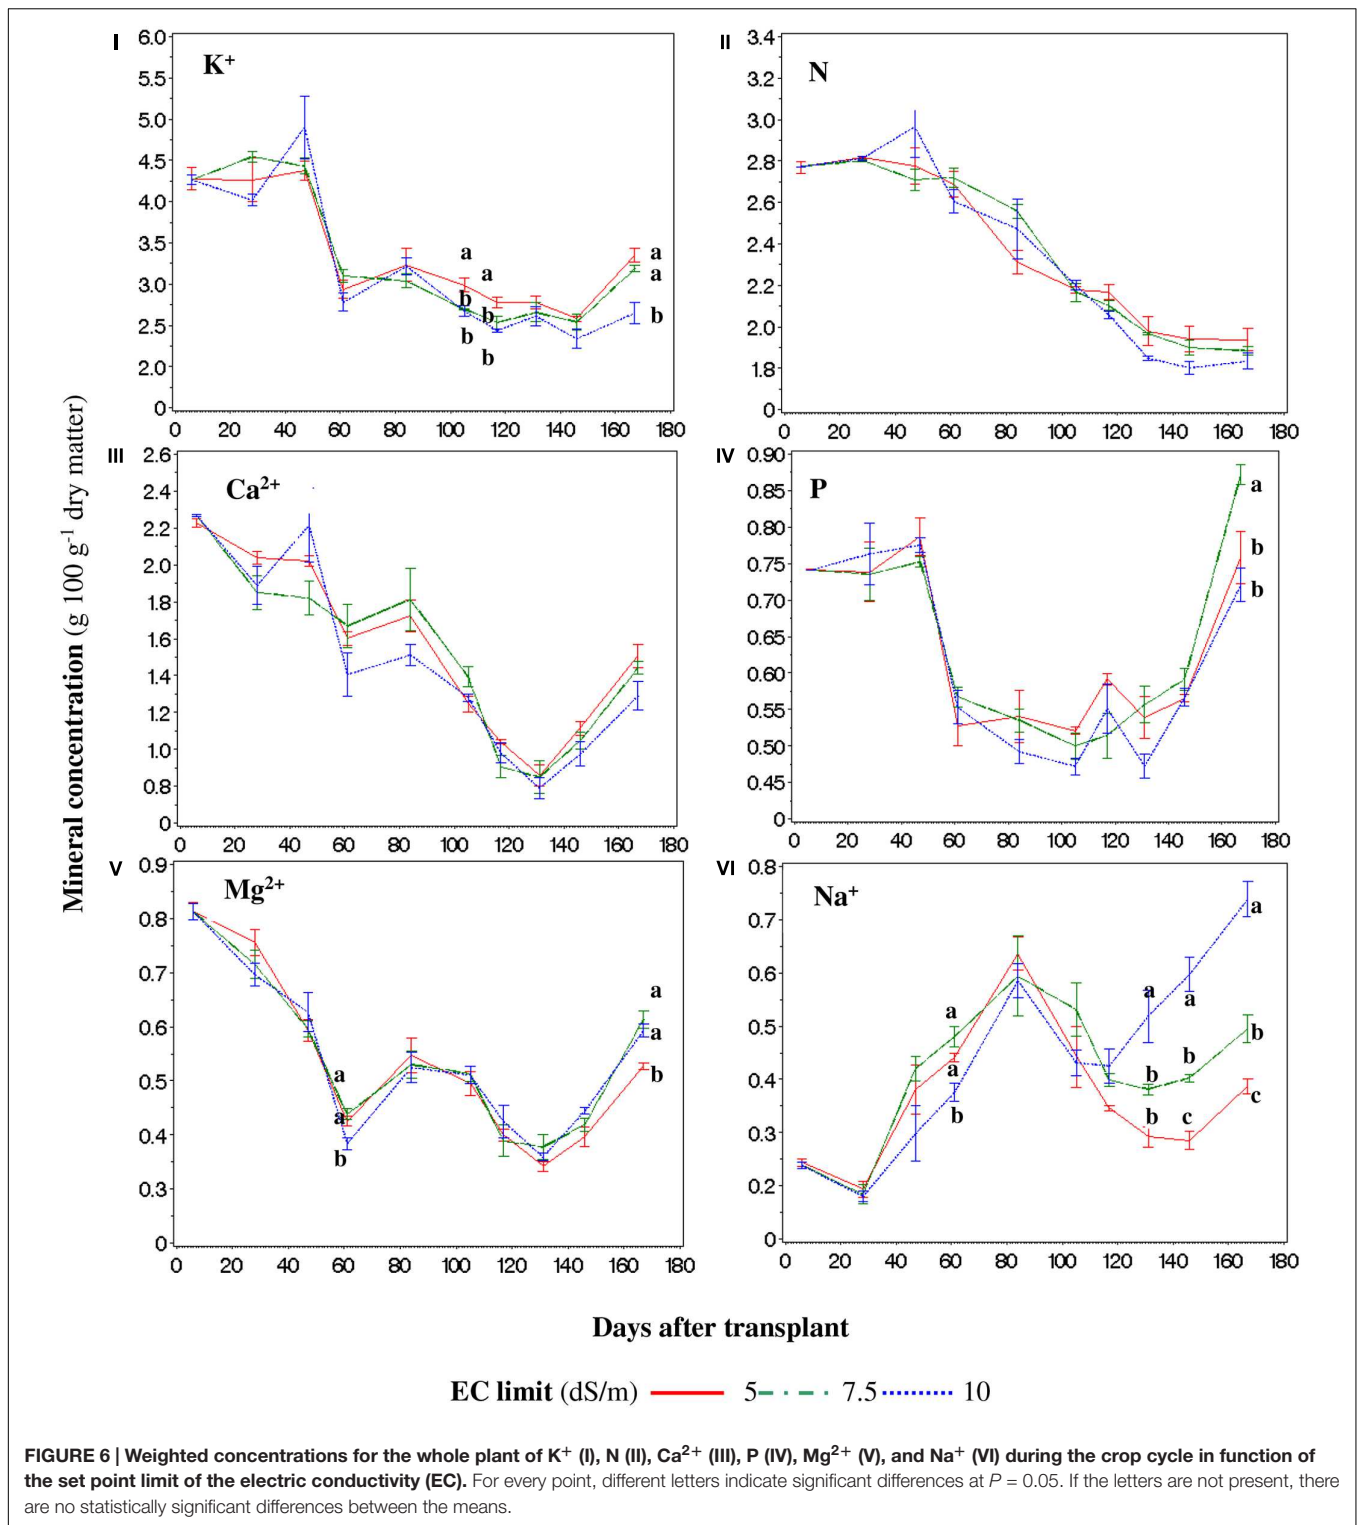 I
K⁺
6.0
5.5
5.0
4.5
4.0
3.5
3.0
2.5
2.0
0
a
a
b
b
b
b
a
a
b
0 20 40 60 80 100 120 140 160 180
II
N
3.4
3.2
2.8
2.6
2.4
2.2
2.0
1.8
0
0 20 40 60 80 100 120 140 160 180
III
Ca²⁺
2.6
2.4
2.2
2.0
1.8
1.6
1.4
1.2
1.0
0.8
0
0 20 40 60 80 100 120 140 160 180
IV
P
0.90
0.85
0.80
0.75
0.70
0.65
0.60
0.55
0.50
0.45
0
a
b
b
0 20 40 60 80 100 120 140 160 180
V
Mg²⁺
0.9
0.8
0.7
0.6
0.5
0.4
0.3
0
a
a
b
a
a
b
0 20 40 60 80 100 120 140 160 180
VI
Na⁺
0.8
0.7
0.6
0.5
0.4
0.3
0.2
0
a
a
b
a
b
b
a
b
c
a
b
c
0 20 40 60 80 100 120 140 160 180
Mineral concentration (g 100 g⁻¹ dry matter)
Days after transplant
EC limit (dS/m) 5 7.5 10
FIGURE 6 | Weighted concentrations for the whole plant of K⁺ (I), N (II), Ca²⁺ (III), P (IV), Mg²⁺ (V), and Na⁺ (VI) during the crop cycle in function of
the set point limit of the electric conductivity (EC). For every point, different letters indicate significant differences at P = 0.05. If the letters are not present, there
are no statistically significant differences between the means.